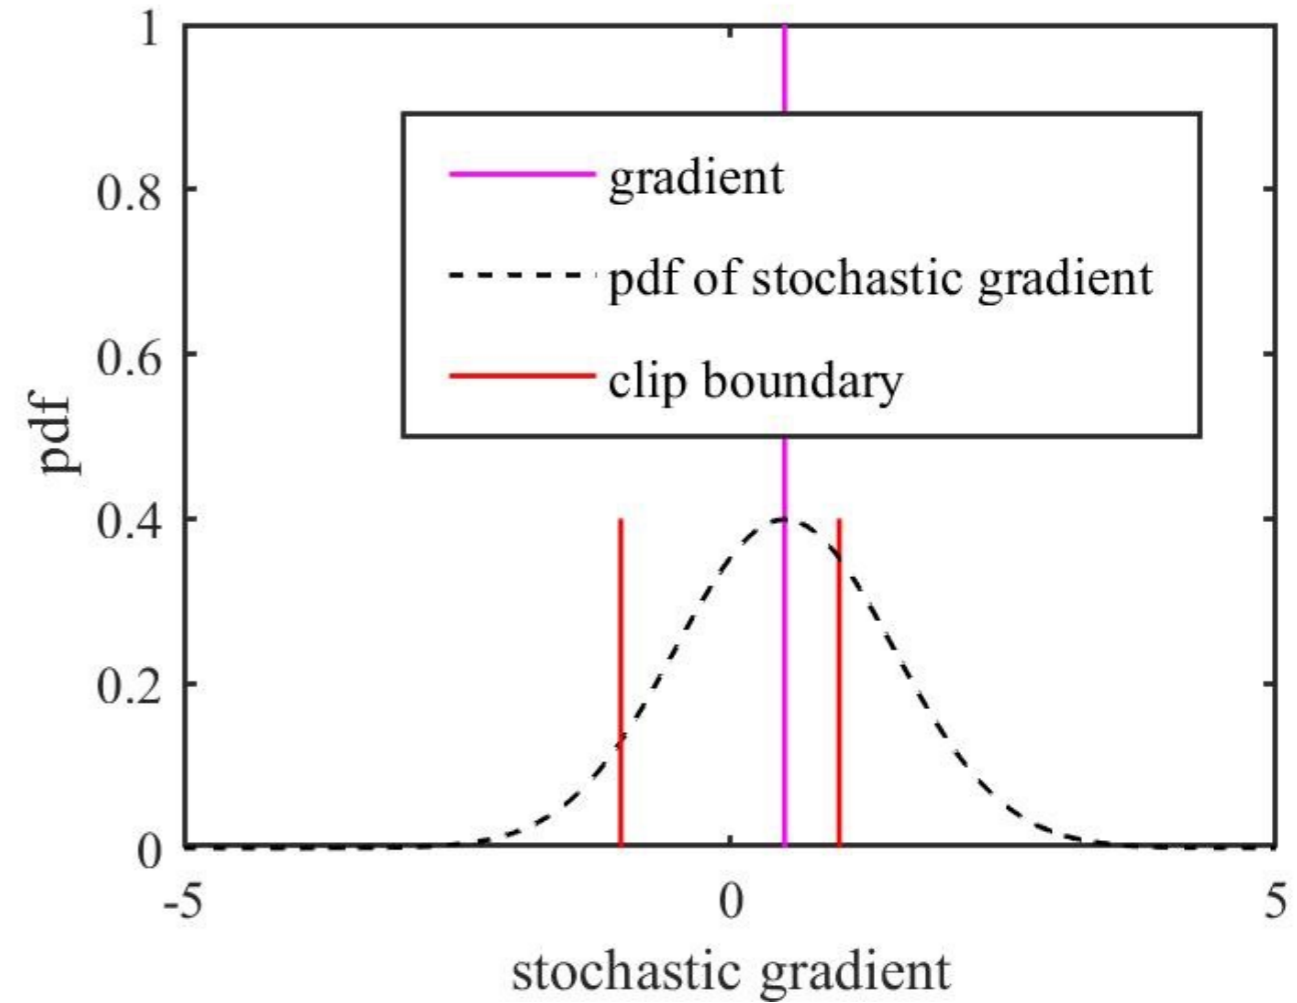 1
0.8
0.6
0.4
0.2
0
pdf
gradient
pdf of stochastic gradient
clip boundary
-5 0 5
stochastic gradient